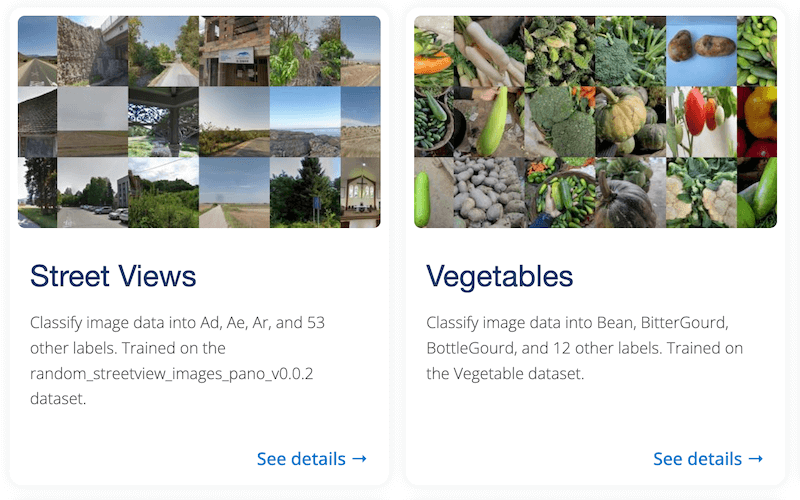 Street Views
Classify image data into Ad, Ae, Ar, and 53
other labels. Trained on the
random_streetview_images_pano_v0.0.2
dataset.
See details →
Vegetables
Classify image data into Bean, BitterGourd,
BottleGourd, and 12 other labels. Trained on
the Vegetable dataset.
See details →